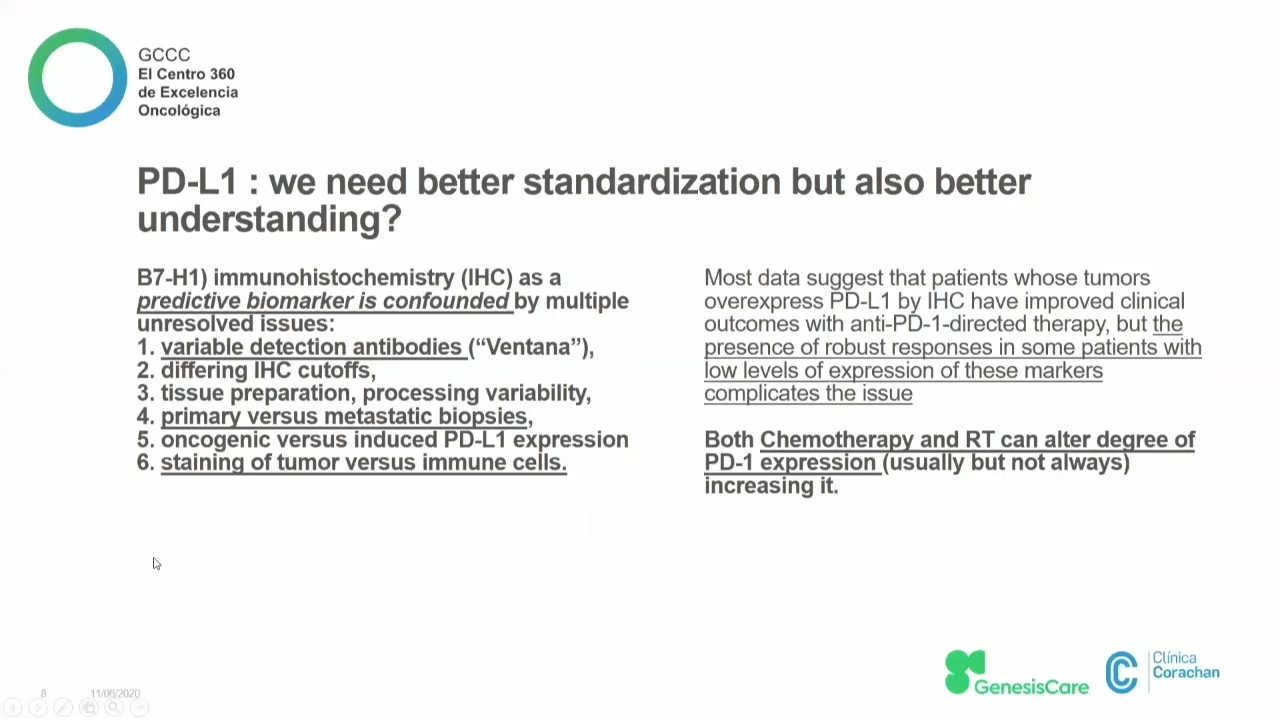 GCCC
El Centro 360
de Excelencia
Oncológica
PD-L1 : we need better standardization but also better
understanding?
B7-H1) immunohistochemistry (IHC) as a
predictive biomarker is confounded by multiple
unresolved issues:
1. variable detection antibodies (“Ventana”),
2. differing IHC cutoffs,
3. tissue preparation, processing variability,
4. primary versus metastatic biopsies,
5. oncogenic versus induced PD-L1 expression
6. staining of tumor versus immune cells.
Most data suggest that patients whose tumors
overexpress PD-L1 by IHC have improved clinical
outcomes with anti-PD-1-directed therapy, but the
presence of robust responses in some patients with
low levels of expression of these markers
complicates the issue
Both Chemotherapy and RT can alter degree of
PD-1 expression (usually but not always)
increasing it.
GenesisCare
Clínica
Corachan
8
11/06/2020